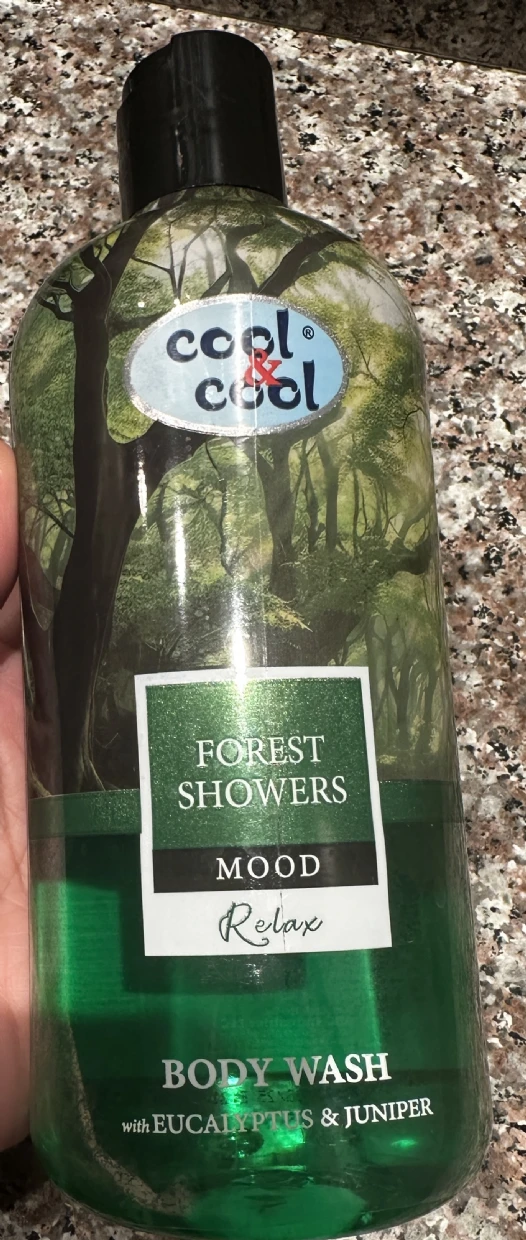 cool®
&
cool
FOREST
SHOWERS
MOOD
Relax
BODY WASH
with EUCALYPTUS & JUNIPER